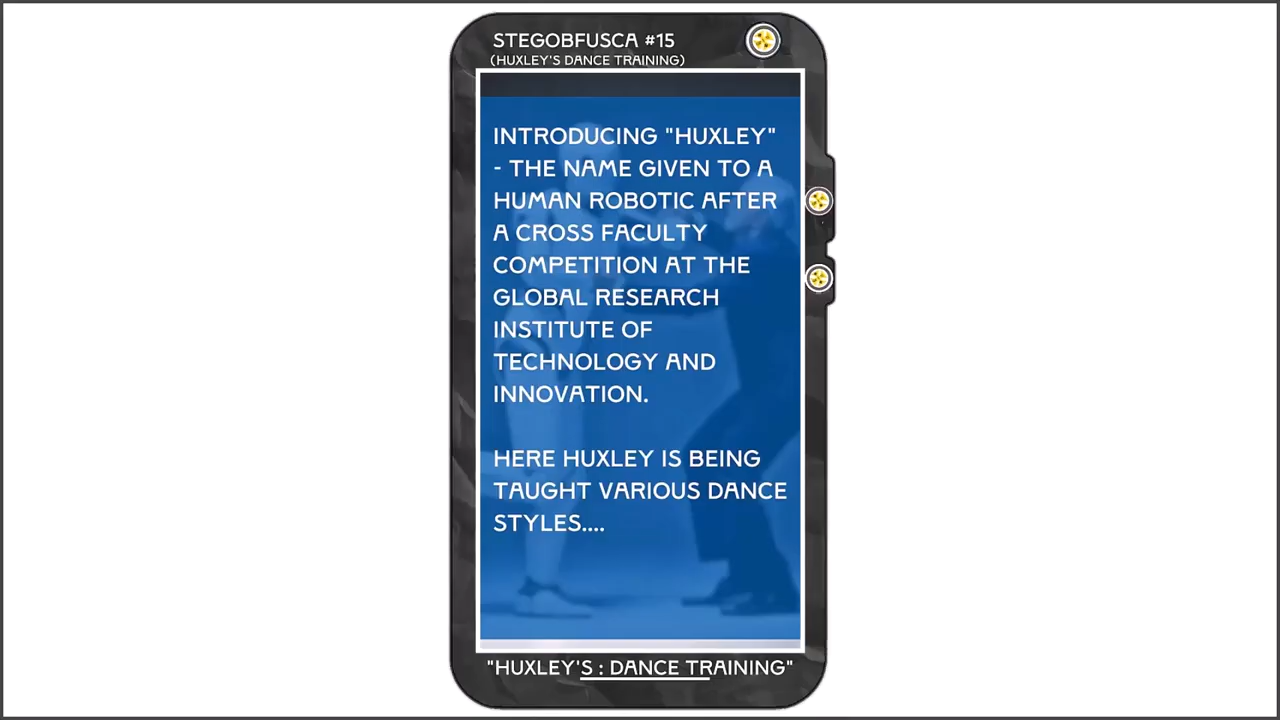 STEGOBFUSCA #15
(HUXLEY'S DANCE TRAINING)
INTRODUCING "HUXLEY"
- THE NAME GIVEN TO A
HUMAN ROBOTIC AFTER
A CROSS FACULTY
COMPETITION AT THE
GLOBAL RESEARCH
INSTITUTE OF
TECHNOLOGY AND
INNOVATION.
HERE HUXLEY IS BEING
TAUGHT VARIOUS DANCE
STYLES....
"HUXLEY'S : DANCE TRAINING"